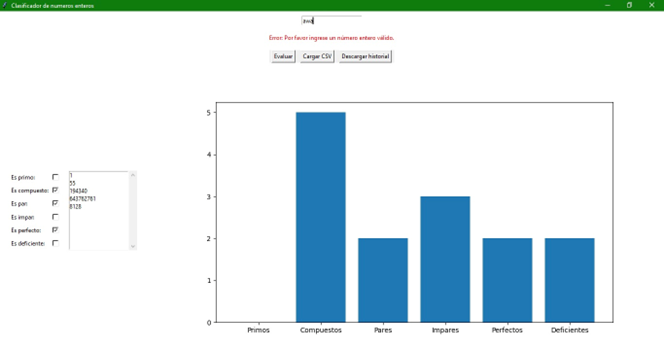 Clasificador de numeros enteros
awa
Error: Por favor ingrese un número entero válido.
Evaluar Cargar CSV Descargar historial
Es primo:
Es compuesto:
Es par:
Es impar:
Es perfecto:
Es deficiente:
1
55
194340
643762761
8128
5
4
3
2
1
0
Primos Compuestos Pares Impares Perfectos Deficientes